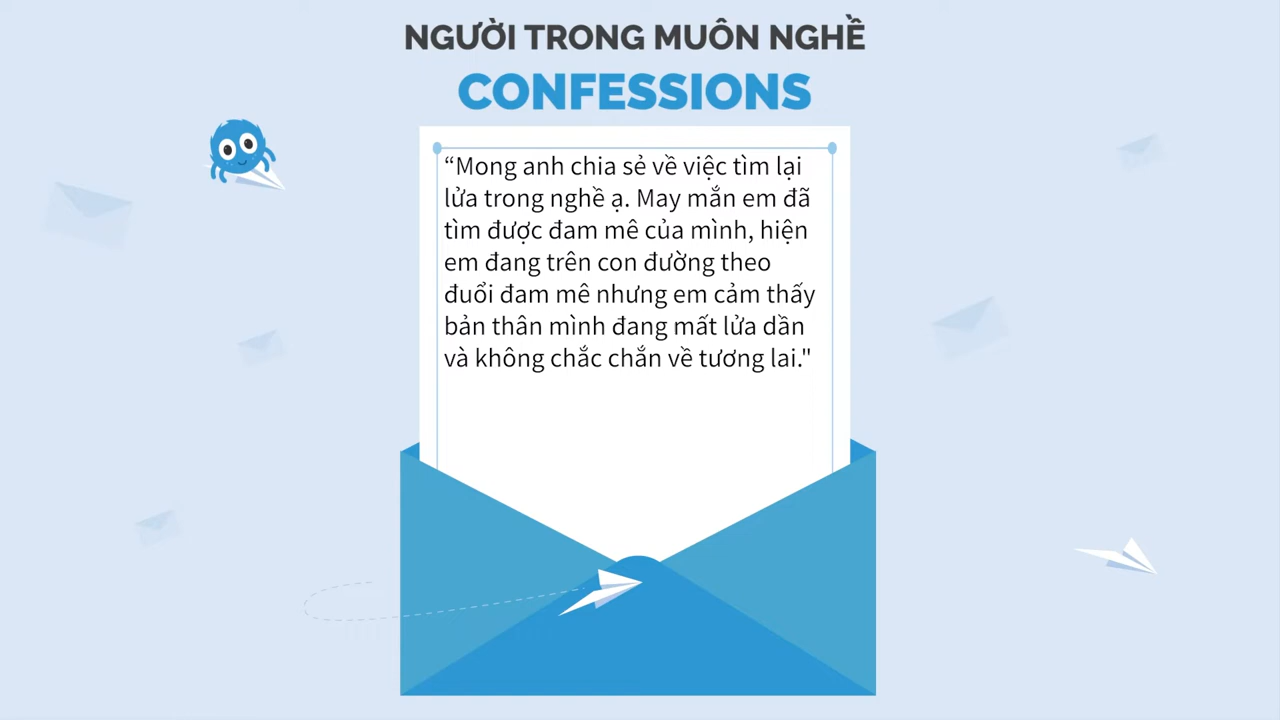 NGƯỜI TRONG MUÔN NGHỀ
CONFESSIONS
“Mong anh chia sẻ về việc tìm lại
lửa trong nghề ạ. May mắn em đã
tìm được đam mê của mình, hiện
em đang trên con đường theo
đuổi đam mê nhưng em cảm thấy
bản thân mình đang mất lửa dần
và không chắc chắn về tương lai."